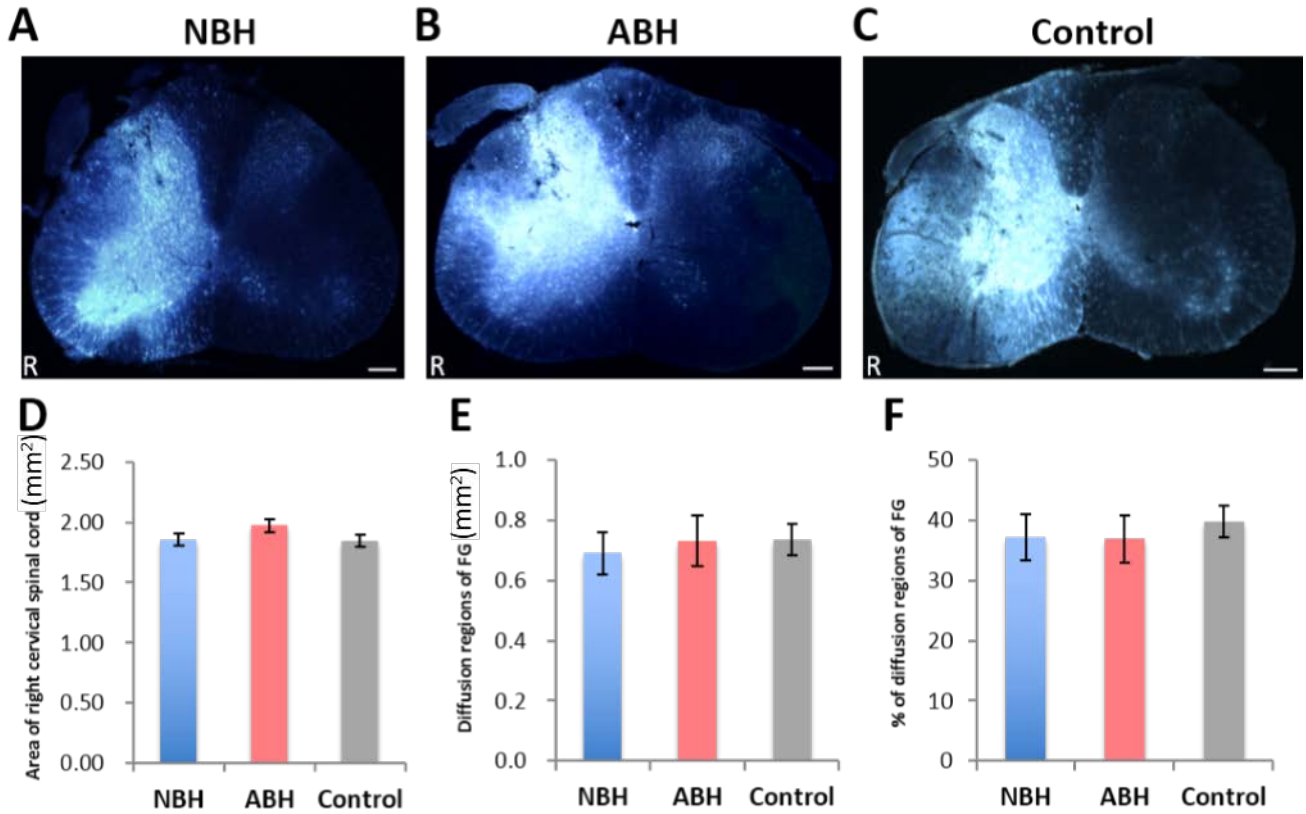 A NBH
B ABH
C Control
R
R
R
D
Area of right cervical spinal cord (mm²)
2.50
2.00
1.50
1.00
0.50
0.00
NBH ABH Control
E
Diffusion regions of FG (mm²)
1.0
0.8
0.6
0.4
0.2
0.0
NBH ABH Control
F
% of diffusion regions of FG
50
40
30
20
10
0
NBH ABH Control